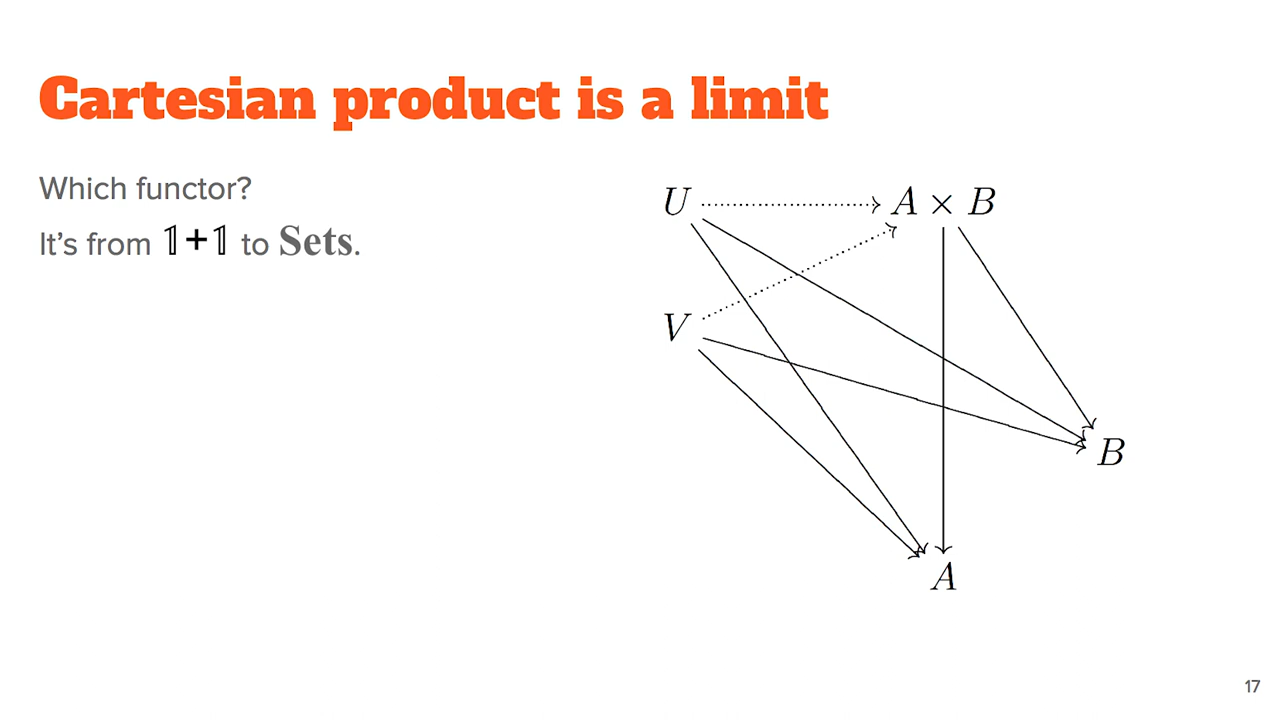 Cartesian product is a limit
Which functor?
It’s from 𝟙+𝟙 to Sets.
U
A × B
V
B
A
17